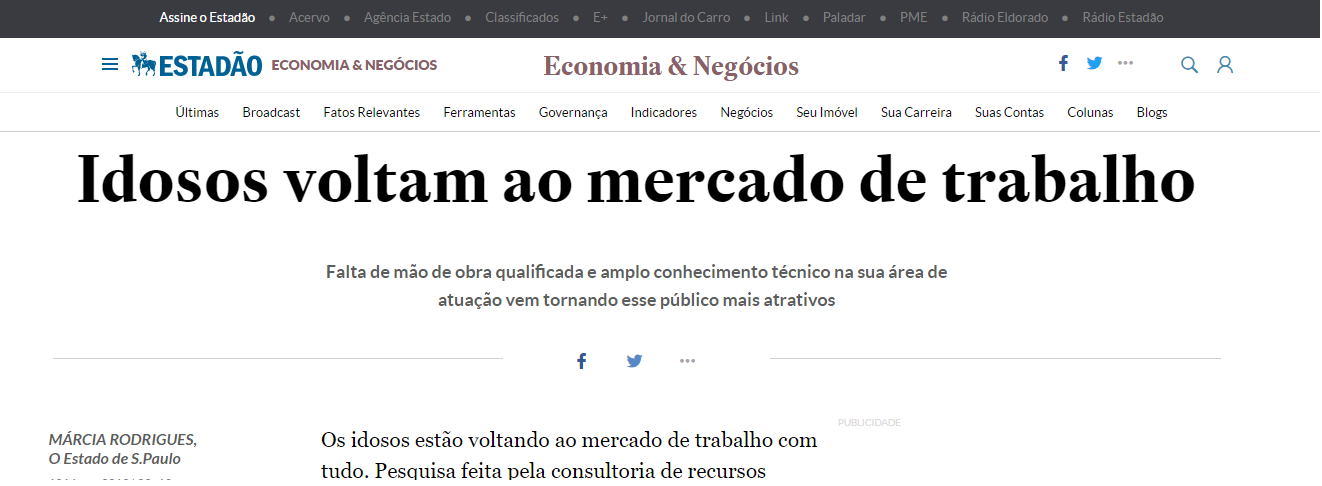 Assine o Estadão • Acervo • Agência Estado • Classificados • E+ • Jornal do Carro • Link • Paladar • PME • Rádio Eldorado • Rádio Estadão
ESTADÃO ECONOMIA & NEGÓCIOS Economia & Negócios
Últimas Broadcast Fatos Relevantes Ferramentas Governança Indicadores Negócios Seu Imóvel Sua Carreira Suas Contas Colunas Blogs
Idosos voltam ao mercado de trabalho
Falta de mão de obra qualificada e amplo conhecimento técnico na sua área de
atuação vem tornando esse público mais atrativos
PUBLICIDADE
MÁRCIA RODRIGUES,
O Estado de S.Paulo
Os idosos estão voltando ao mercado de trabalho com
tudo. Pesquisa feita pela consultoria de recursos